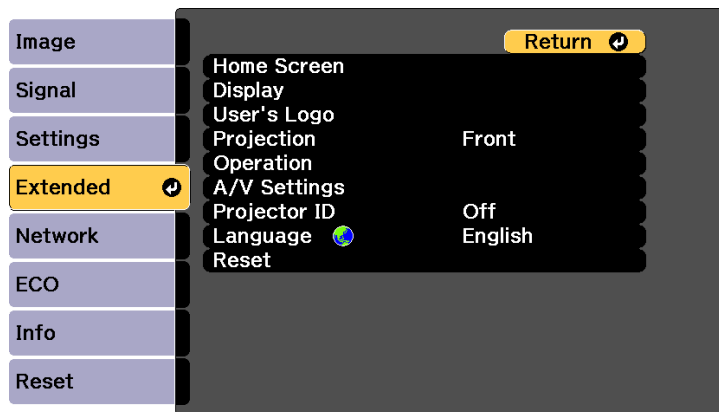 Image
Signal
Settings
Extended
Network
ECO
Info
Reset
Return
Home Screen
Display
User's Logo
Projection Front
Operation
A/V Settings
Projector ID Off
Language English
Reset